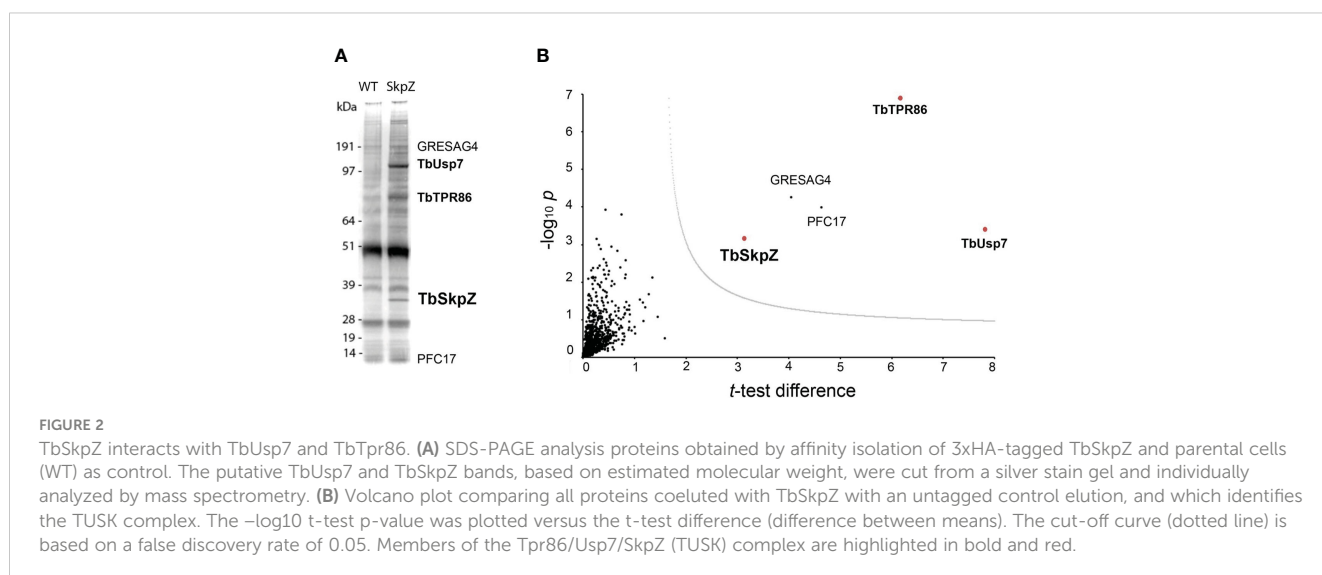 A
WT SkpZ
kDa
191 - GRESAG4
TbUsp7
97 -
TbTPR86
64 -
51 -
39 -
TbSkpZ
28 -
19 -
14 - PFC17
B
7
6
5
4
3
2
1
0
-log10 p
TbTPR86
GRESAG4
PFC17
TbSkpZ
TbUsp7
0 1 2 3 4 5 6 7 8
t-test difference
FIGURE 2
TbSkpZ interacts with TbUsp7 and TbTpr86. (A) SDS-PAGE analysis proteins obtained by affinity isolation of 3xHA-tagged TbSkpZ and parental cells
(WT) as control. The putative TbUsp7 and TbSkpZ bands, based on estimated molecular weight, were cut from a silver stain gel and individually
analyzed by mass spectrometry. (B) Volcano plot comparing all proteins coeluted with TbSkpZ with an untagged control elution, and which identifies
the TUSK complex. The –log10 t-test p-value was plotted versus the t-test difference (difference between means). The cut-off curve (dotted line) is
based on a false discovery rate of 0.05. Members of the Tpr86/Usp7/SkpZ (TUSK) complex are highlighted in bold and red.